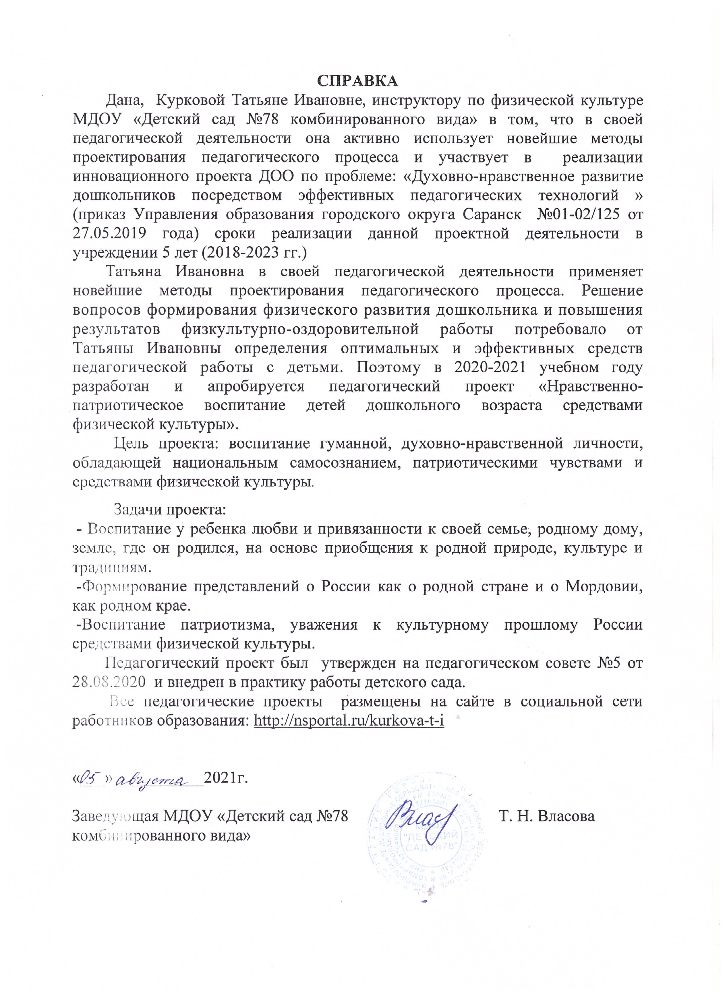 СПРАВКА
Дана, Курковой Татьяне Ивановне, инструктору по физической культуре
МДОУ «Детский сад №78 комбинированного вида» в том, что в своей
педагогической деятельности она активно использует новейшие методы
проектирования педагогического процесса и участвует в реализации
инновационного проекта ДОО по проблеме: «Духовно-нравственное развитие
дошкольников посредством эффективных педагогических технологий »
(приказ Управления образования городского округа Саранск №01-02/125 от
27.05.2019 года) сроки реализации данной проектной деятельности в
учреждении 5 лет (2018-2023 гг.)
Татьяна Ивановна в своей педагогической деятельности применяет
новейшие методы проектирования педагогического процесса. Решение
вопросов формирования физического развития дошкольника и повышения
результатов физкультурно-оздоровительной работы потребовало от
Татьяны Ивановны определения оптимальных и эффективных средств
педагогической работы с детьми. Поэтому в 2020-2021 учебном году
разработан и апробируется педагогический проект «Нравственно-
патриотическое воспитание детей дошкольного возраста средствами
физической культуры».
Цель проекта: воспитание гуманной, духовно-нравственной личности,
обладающей национальным самосознанием, патриотическими чувствами и
средствами физической культуры.
Задачи проекта:
- Воспитание у ребенка любви и привязанности к своей семье, родному дому,
земле, где он родился, на основе приобщения к родной природе, культуре и
традициям.
-Формирование представлений о России как о родной стране и о Мордовии,
как родном крае.
-Воспитание патриотизма, уважения к культурному прошлому России
средствами физической культуры.
Педагогический проект был утвержден на педагогическом совете №5 от
28.08.2020 и внедрен в практику работы детского сада.
Все педагогические проекты размещены на сайте в социальной сети
работников образования: http://nsportal.ru/kurkova-t-i
«05» августа 2021г.
Заведующая МДОУ «Детский сад №78 Т. Н. Власова
комбинированного вида»
МДОУ
"ДЕТСКИЙ
САД №78"